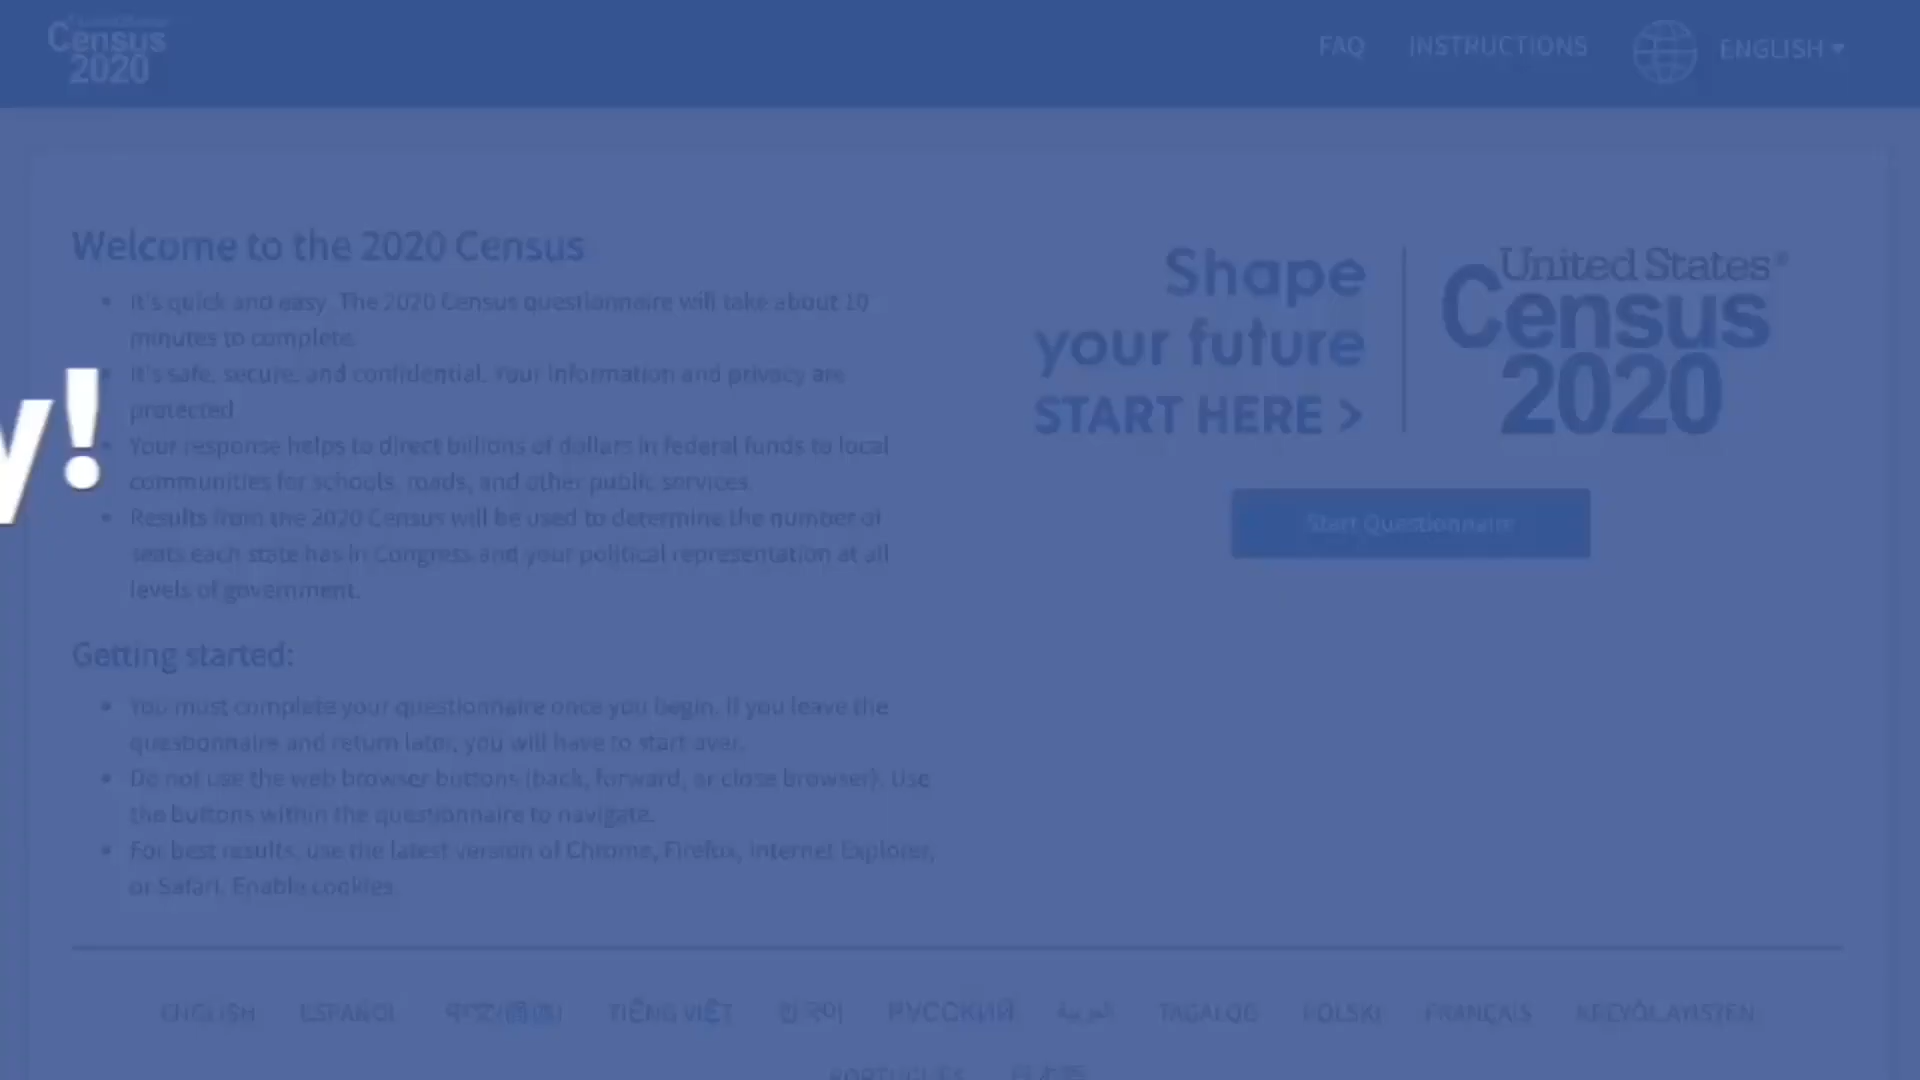 Census
2020
FAQ
INSTRUCTIONS
ENGLISH
Welcome to the 2020 Census
It's quick and easy. The 2020 Census questionnaire will take about 10
minutes to complete.
It's safe, secure, and confidential. Your information and privacy are
protected.
Your response helps to direct billions of dollars in federal funds to local
communities for schools, roads, and other public services.
Results from the 2020 Census will be used to determine the number of
seats each state has in Congress and your political representation at all
levels of government.
y!
Shape
your future
START HERE >
United States®
Census
2020
Start Questionnaire
Getting started:
You must complete your questionnaire once you begin. If you leave the
questionnaire and return later, you will have to start over.
Do not use the web browser buttons (back, forward, or close browser). Use
the buttons within the questionnaire to navigate.
For best results, use the latest version of Chrome, Firefox, Internet Explorer,
or Safari. Enable cookies.
ENGLISH
ESPAÑOL
TIẾNG VIỆT
한국어
РУССКИЙ
العربية
TAGALOG
POLSKI
FRANÇAIS
KREYÒL AYISYEN
PORTUGUÊS
日本語